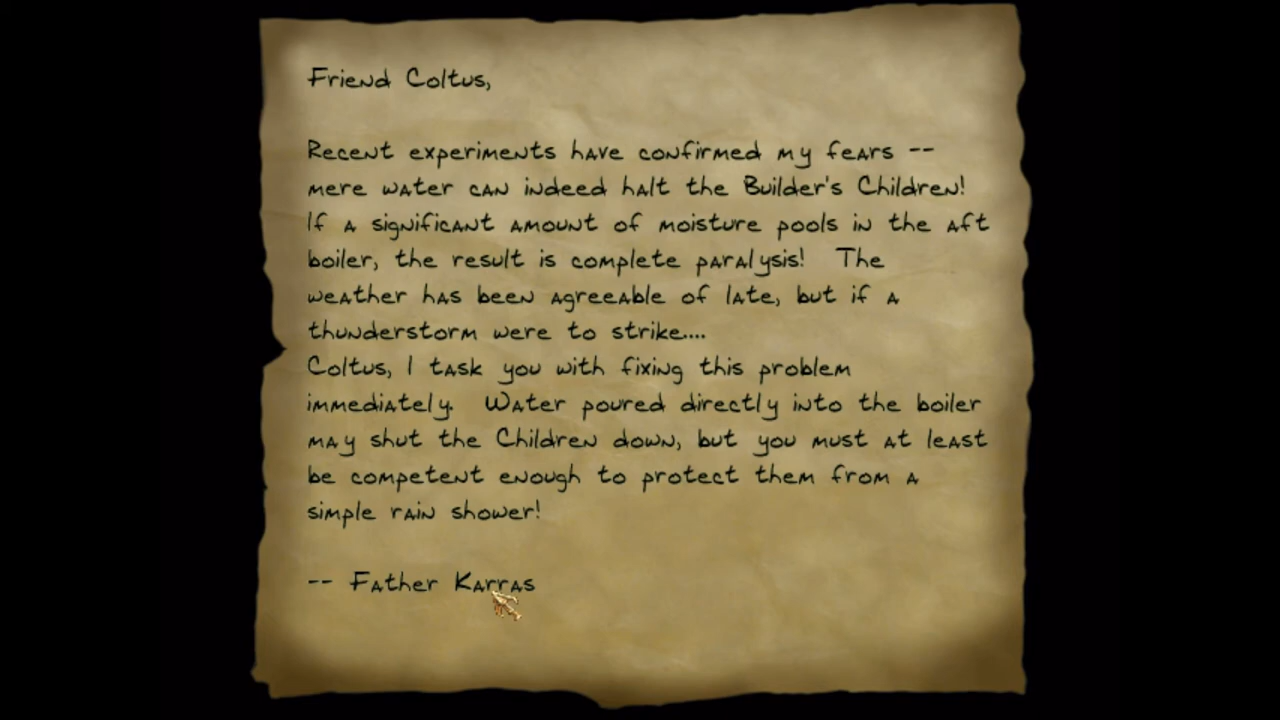 Friend Coltus,
Recent experiments have confirmed my fears --
mere water can indeed halt the Builder's Children!
If a significant amount of moisture pools in the aft
boiler, the result is complete paralysis!  The
weather has been agreeable of late, but if a
thunderstorm were to strike....
Coltus, I task you with fixing this problem
immediately.  Water poured directly into the boiler
may shut the Children down, but you must at least
be competent enough to protect them from a
simple rain shower!
-- Father Karras